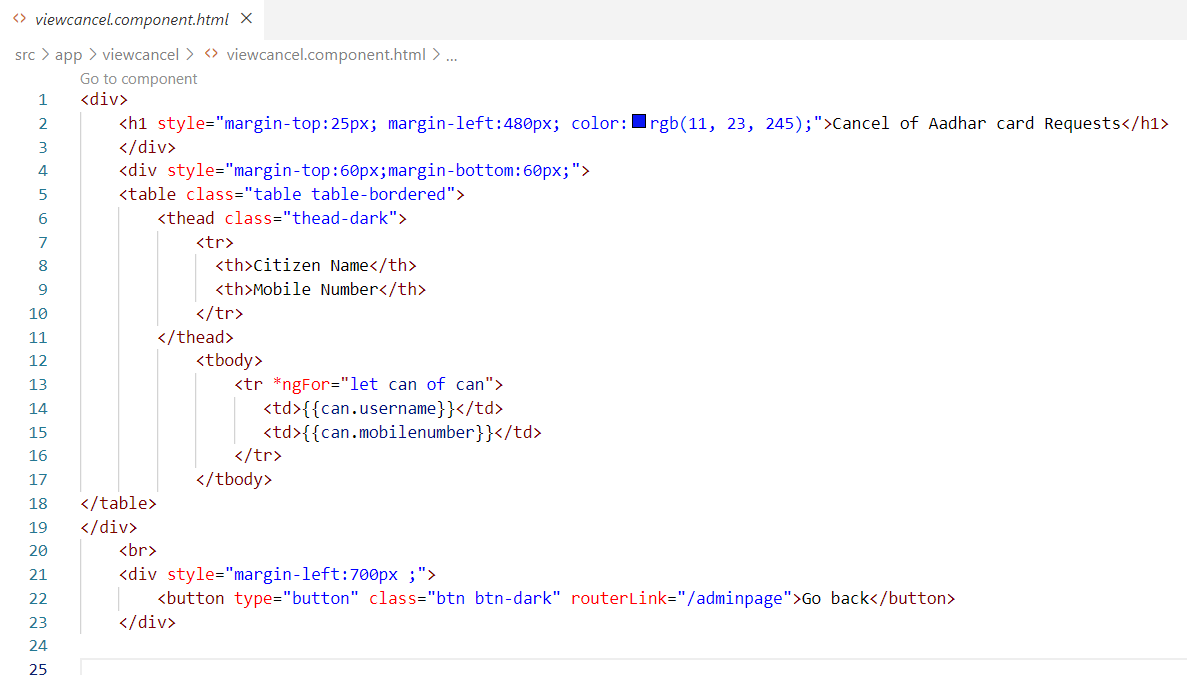 <> viewcancel.component.html ×
src > app > viewcancel > <> viewcancel.component.html > ...
Go to component
1 <div>
2 <h1 style="margin-top:25px; margin-left:480px; color:rgb(11, 23, 245);">Cancel of Aadhar card Requests</h1>
3 </div>
4 <div style="margin-top:60px;margin-bottom:60px;">
5 <table class="table table-bordered">
6 <thead class="thead-dark">
7 <tr>
8 <th>Citizen Name</th>
9 <th>Mobile Number</th>
10 </tr>
11 </thead>
12 <tbody>
13 <tr *ngFor="let can of can">
14 <td>{{can.username}}</td>
15 <td>{{can.mobilenumber}}</td>
16 </tr>
17 </tbody>
18 </table>
19 </div>
20 <br>
21 <div style="margin-left:700px ;">
22 <button type="button" class="btn btn-dark" routerLink="/adminpage">Go back</button>
23 </div>
24
25